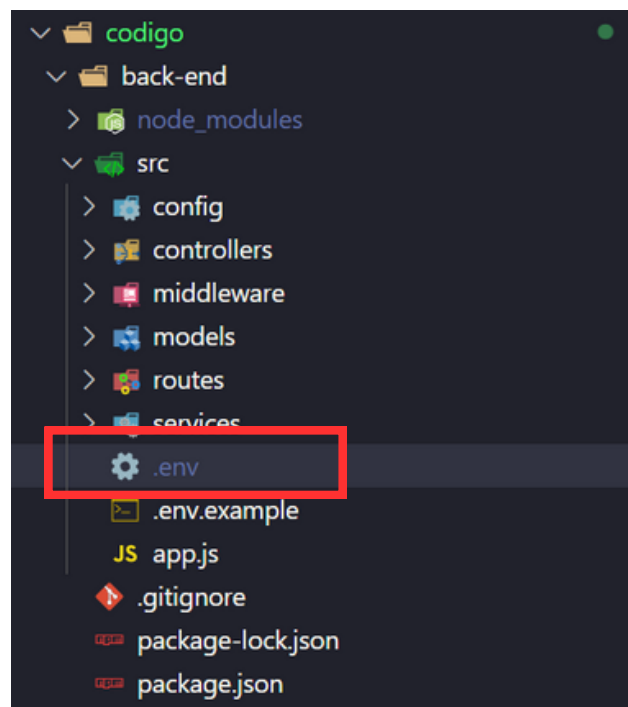 codigo
back-end
node_modules
src
config
controllers
middleware
models
routes
services
.env
.env.example
JS app.js
.gitignore
package-lock.json
package.json